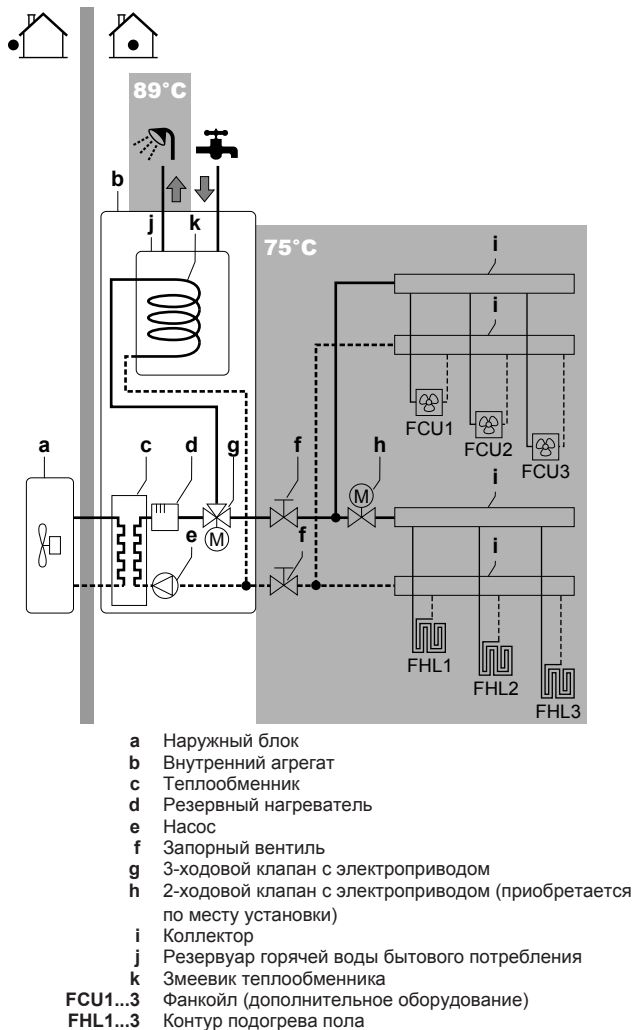 89°C
b
j
k
75°C
i
i
FCU1
FCU2
FCU3
a
c
d
g
f
h
i
M
M
e
f
i
FHL1
FHL2
FHL3
a Наружный блок
b Внутренний агрегат
c Теплообменник
d Резервный нагреватель
e Насос
f Запорный вентиль
g 3-ходовой клапан с электроприводом
h 2-ходовой клапан с электроприводом (приобретается
по месту установки)
i Коллектор
j Резервуар горячей воды бытового потребления
k Змеевик теплообменника
FCU1...3 Фанкойл (дополнительное оборудование)
FHL1...3 Контур подогрева пола